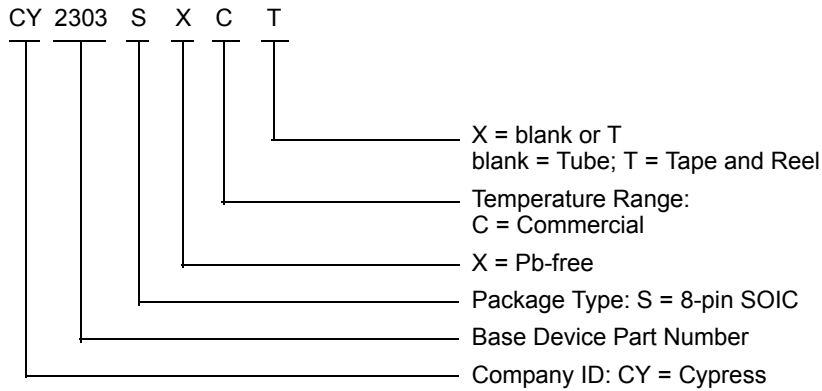 CY 2303 S X C T
X = blank or T
blank = Tube; T = Tape and Reel
Temperature Range:
C = Commercial
X = Pb-free
Package Type: S = 8-pin SOIC
Base Device Part Number
Company ID: CY = Cypress